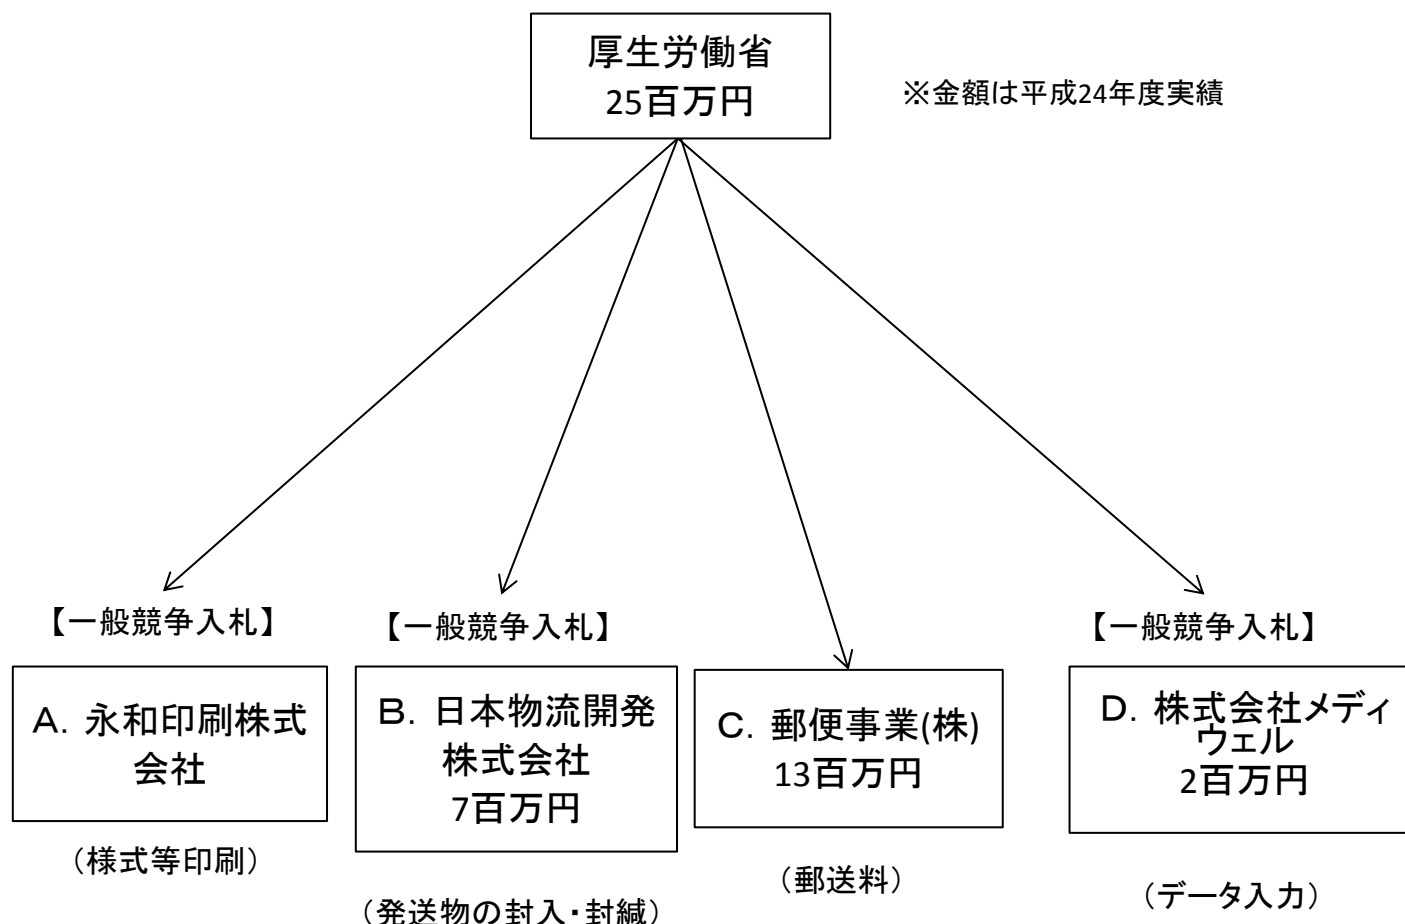 厚生労働省
25百万円
※金額は平成24年度実績
【一般競争入札】
【一般競争入札】
【一般競争入札】
A. 永和印刷株式
会社
B. 日本物流開発
株式会社
7百万円
C. 郵便事業(株)
13百万円
D. 株式会社メディ
ウェル
2百万円
(様式等印刷)
(発送物の封入・封緘)
(郵送料)
(データ入力)